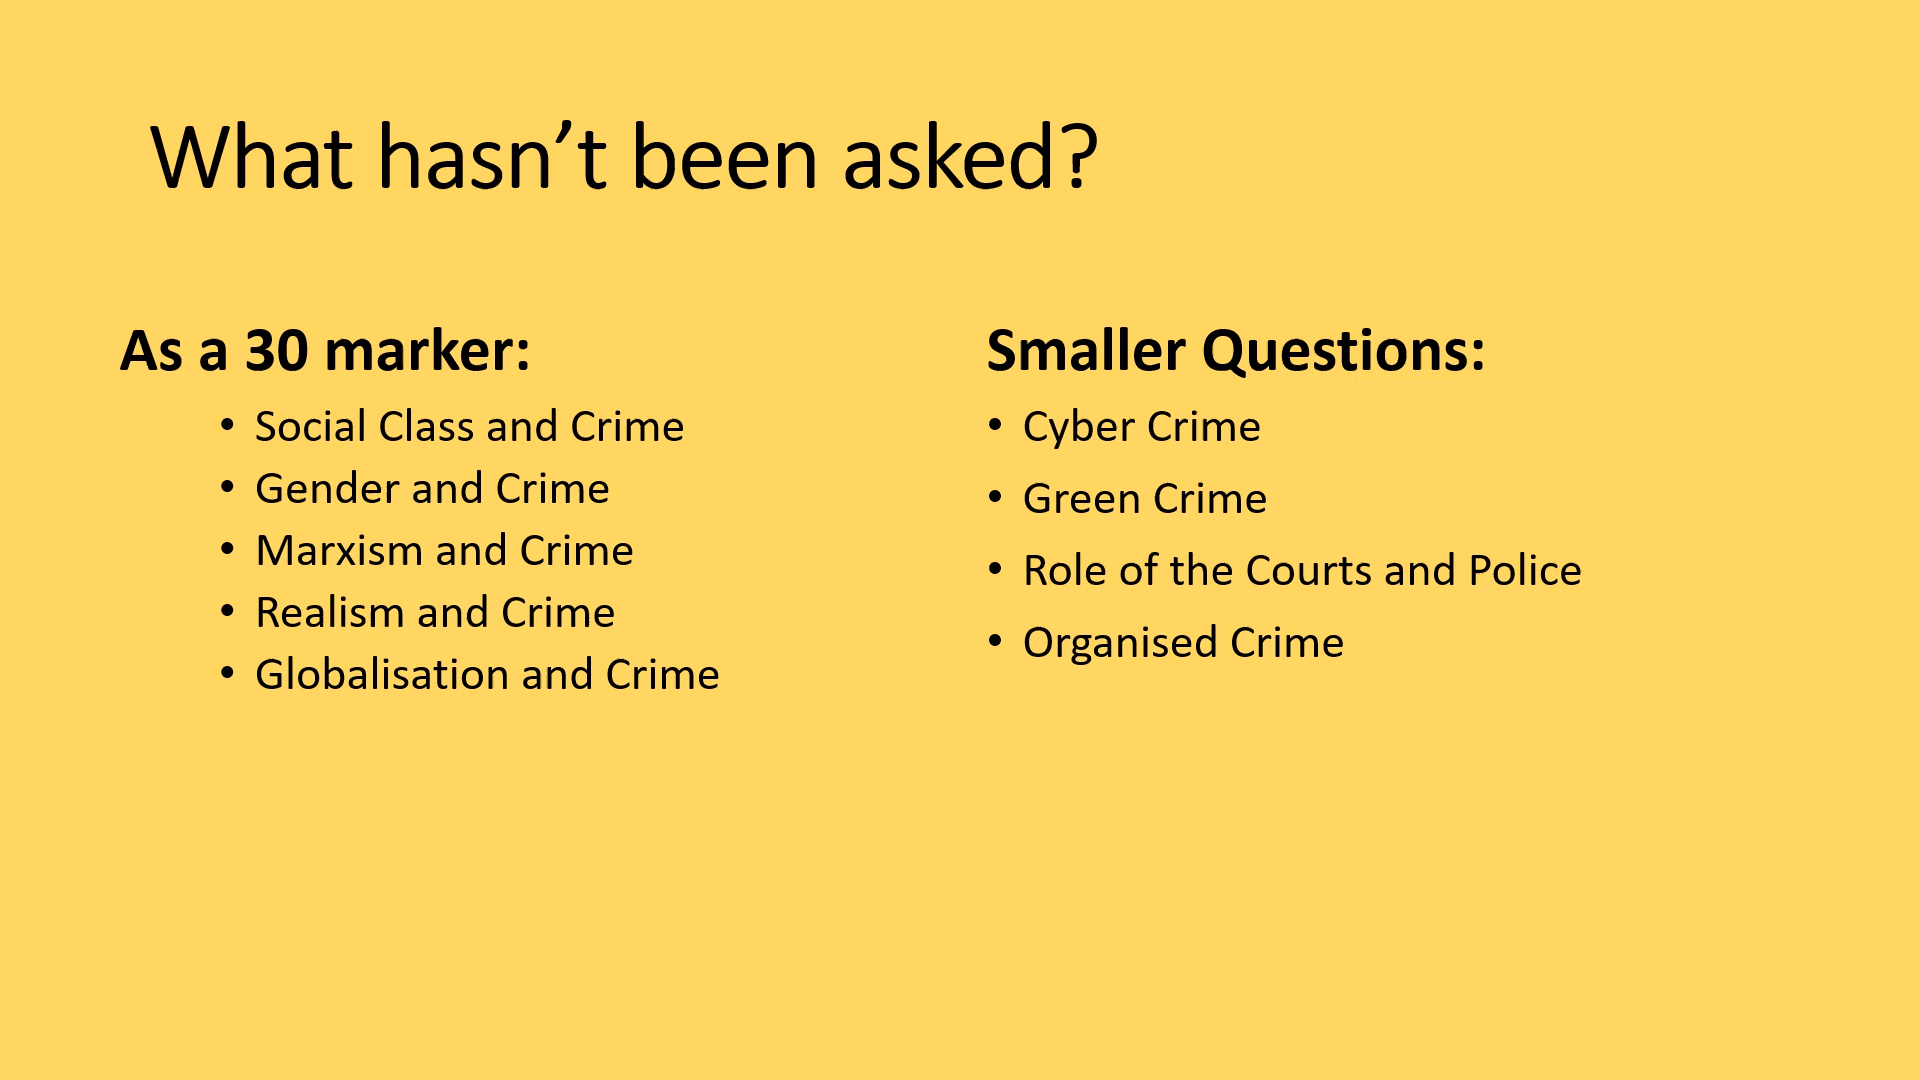 What hasn’t been asked?
As a 30 marker:
• Social Class and Crime
• Gender and Crime
• Marxism and Crime
• Realism and Crime
• Globalisation and Crime
Smaller Questions:
• Cyber Crime
• Green Crime
• Role of the Courts and Police
• Organised Crime